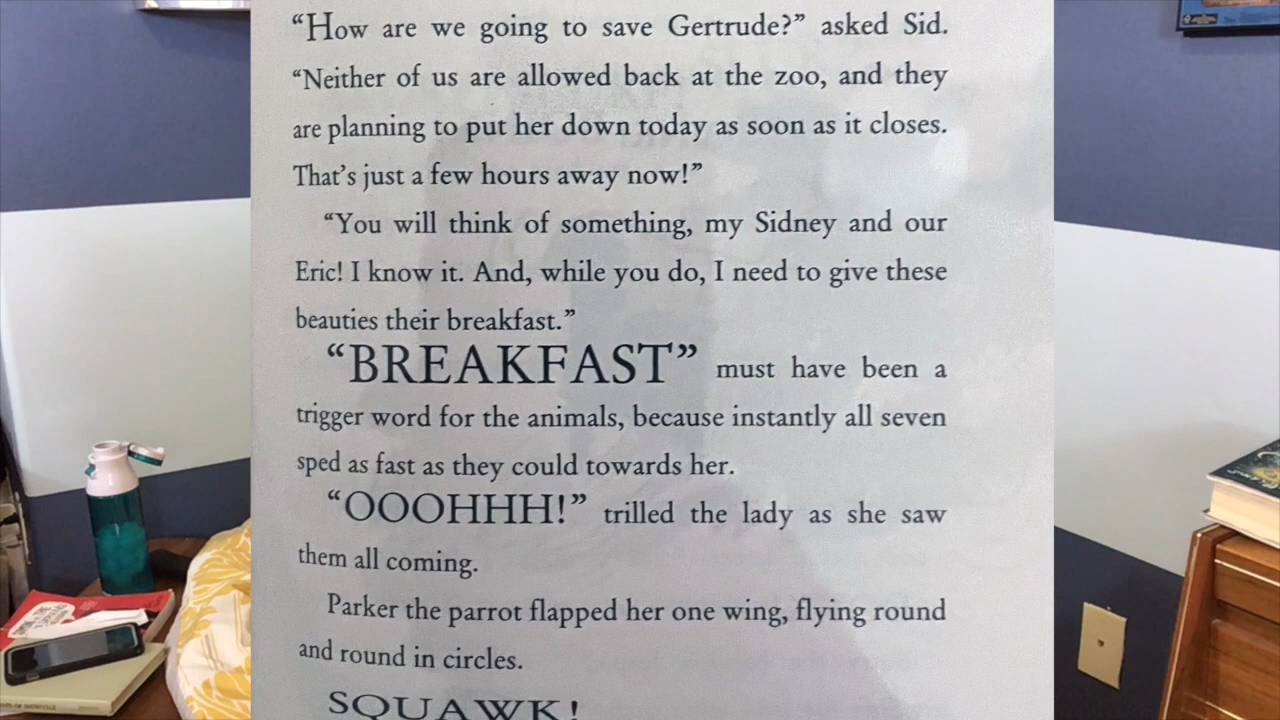 “How are we going to save Gertrude?” asked Sid.
“Neither of us are allowed back at the zoo, and they
are planning to put her down today as soon as it closes.
That’s just a few hours away now!”
“You will think of something, my Sidney and our
Eric! I know it. And, while you do, I need to give these
beauties their breakfast.”
“BREAKFAST” must have been a
trigger word for the animals, because instantly all seven
sped as fast as they could towards her.
“OOOHHH!” trilled the lady as she saw
them all coming.
Parker the parrot flapped her one wing, flying round
and round in circles.
SQUAWK!